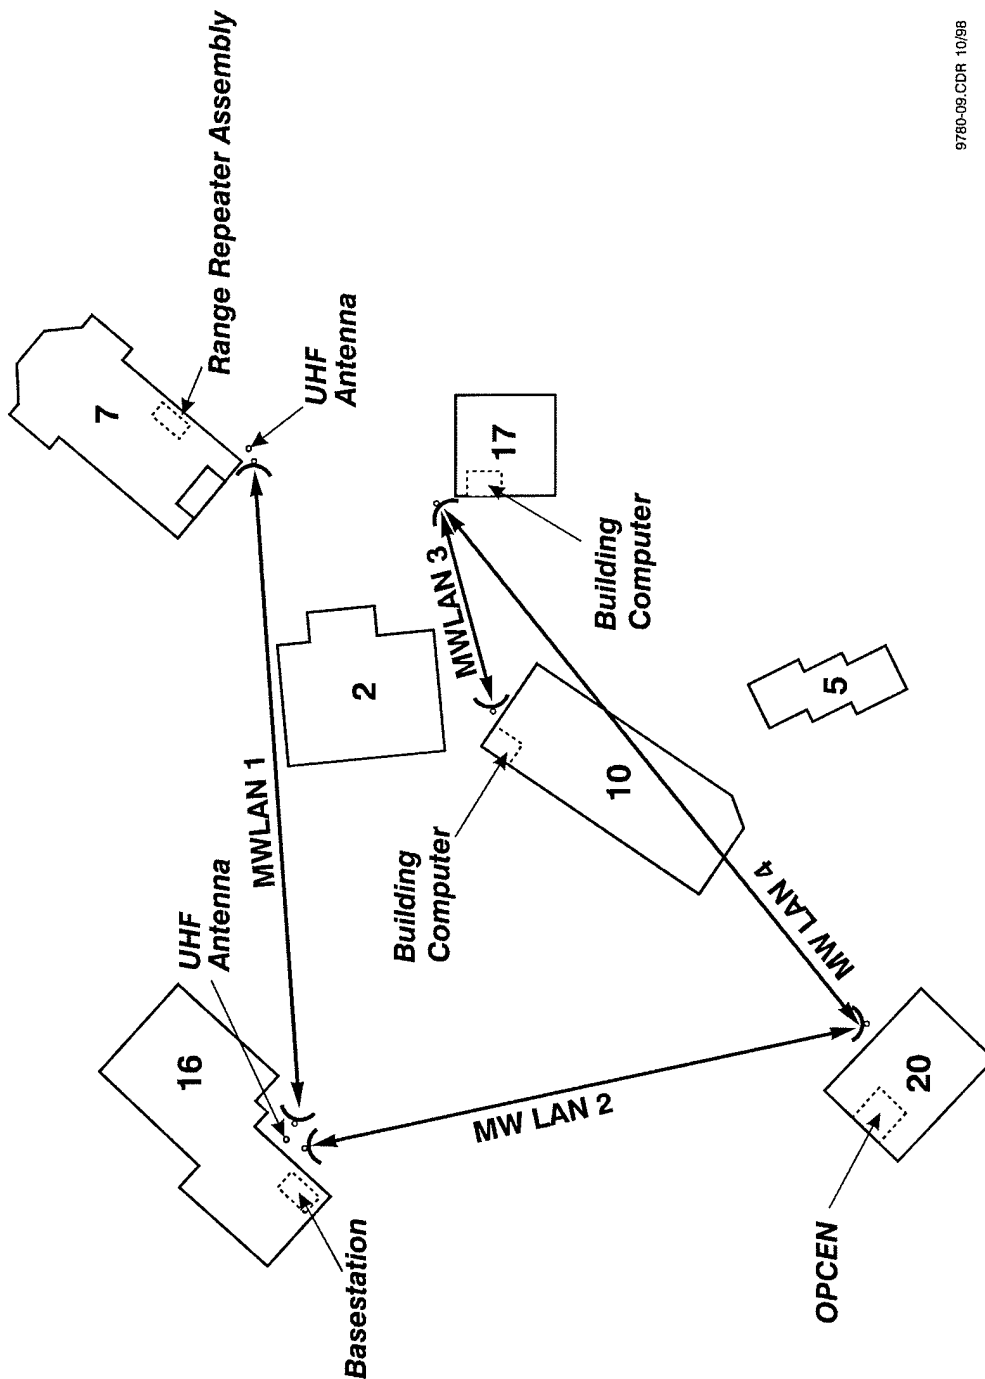 7
Range Repeater Assembly
UHF
Antenna
MWLAN 1
2
17
Building
Computer
MWLAN 3
16
UHF
Antenna
Basestation
Building
Computer
10
5
MW LAN 4
MW LAN 2
20
OPCEN
9780-09.CDR 10/98